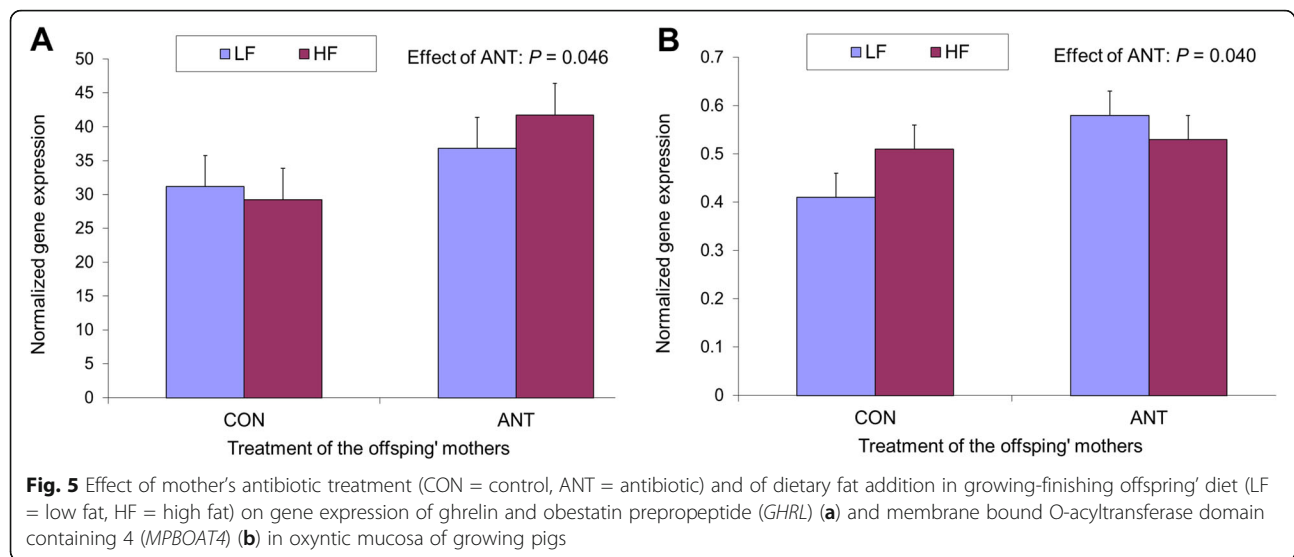 A
LF HF
Effect of ANT: P = 0.046
Normalized gene expression
50
45
40
35
30
25
20
15
10
5
0
CON ANT
Treatment of the offsping' mothers
B
LF HF
Effect of ANT: P = 0.040
Normalized gene expression
0.7
0.6
0.5
0.4
0.3
0.2
0.1
0
CON ANT
Treatment of the offsping' mothers
Fig. 5 Effect of mother's antibiotic treatment (CON = control, ANT = antibiotic) and of dietary fat addition in growing-finishing offspring' diet (LF
= low fat, HF = high fat) on gene expression of ghrelin and obestatin prepropeptide (GHRL) (a) and membrane bound O-acyltransferase domain
containing 4 (MPBOAT4) (b) in oxyntic mucosa of growing pigs